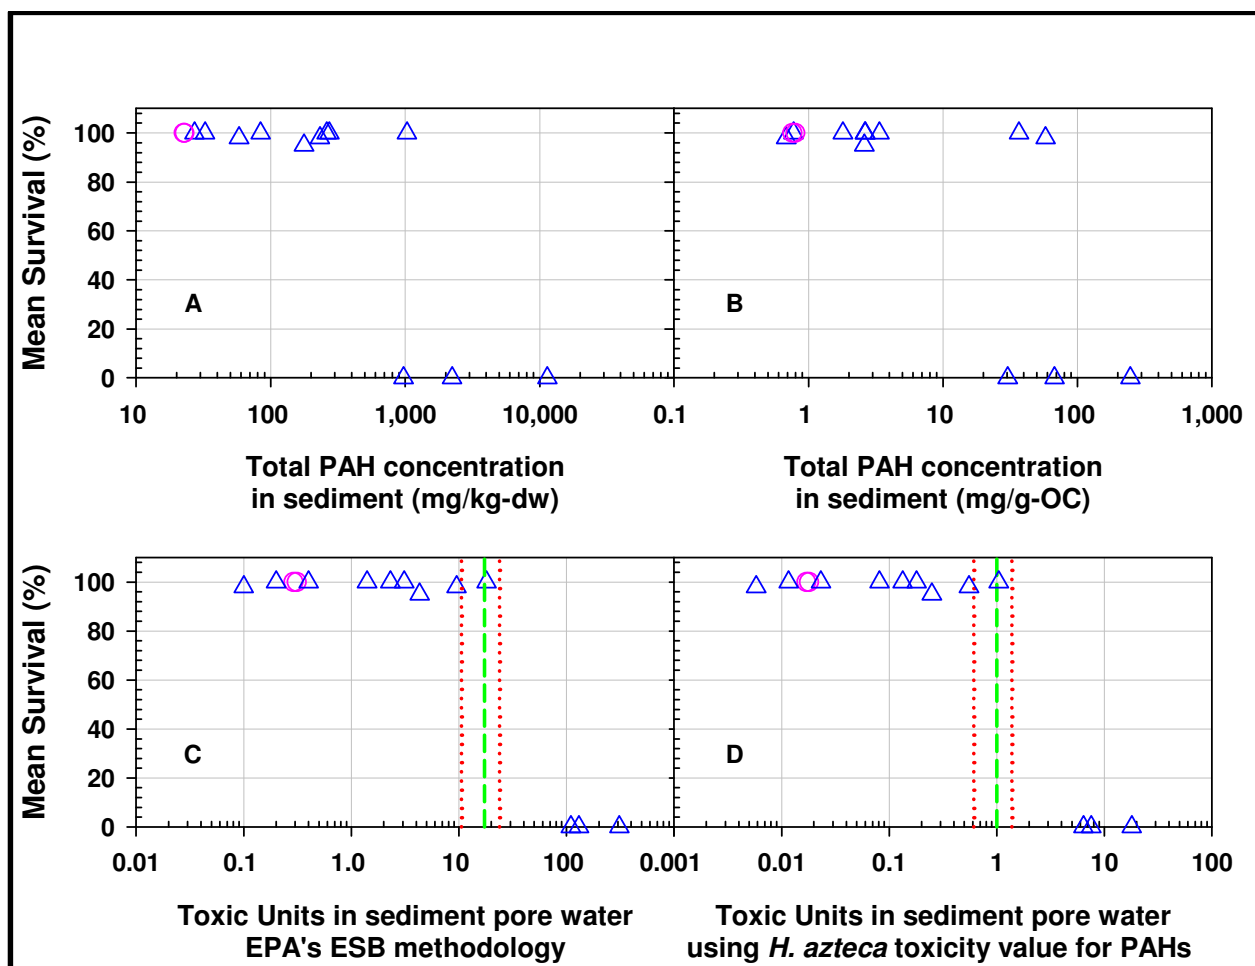 Mean Survival (%)
100
80
60
40
20
0
A
B
10
100
1,000
10,000
0.1
1
10
100
1,000
Total PAH concentration
in sediment (mg/kg-dw)
Total PAH concentration
in sediment (mg/g-OC)
Mean Survival (%)
100
80
60
40
20
0
C
D
0.01
0.1
1.0
10
100
0.001
0.01
0.1
1
10
100
Toxic Units in sediment pore water
EPA's ESB methodology
Toxic Units in sediment pore water
using H. azteca toxicity value for PAHs